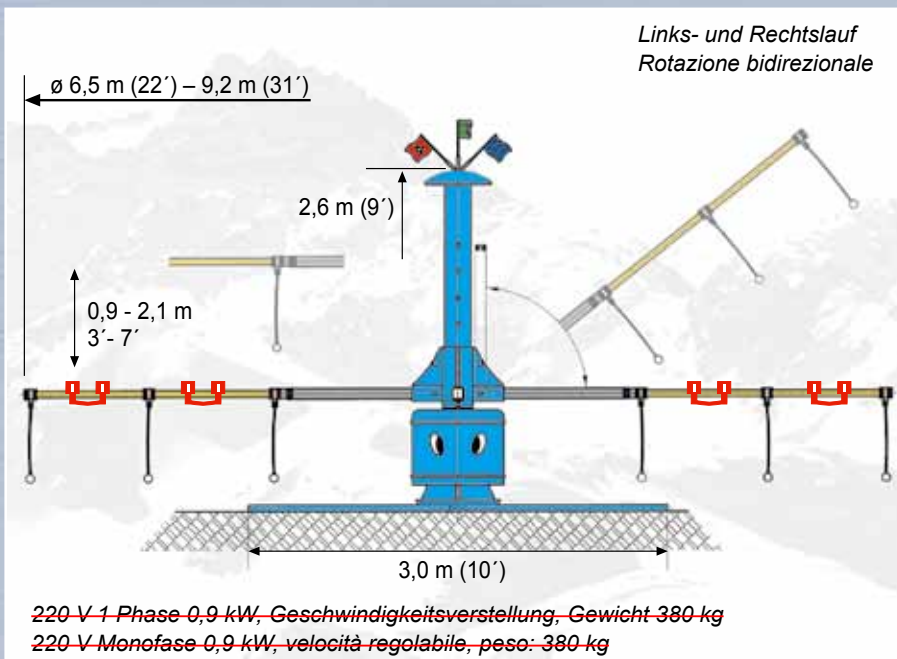 Links- und Rechtslauf
Rotazione bidirezionale
ø 6,5 m (22´) – 9,2 m (31´)
2,6 m (9´)
0,9 - 2,1 m
3´- 7´
3,0 m (10´)
220 V 1 Phase 0,9 kW, Geschwindigkeitsverstellung, Gewicht 380 kg
220 V Monofase 0,9 kW, velocità regolabile, peso: 380 kg